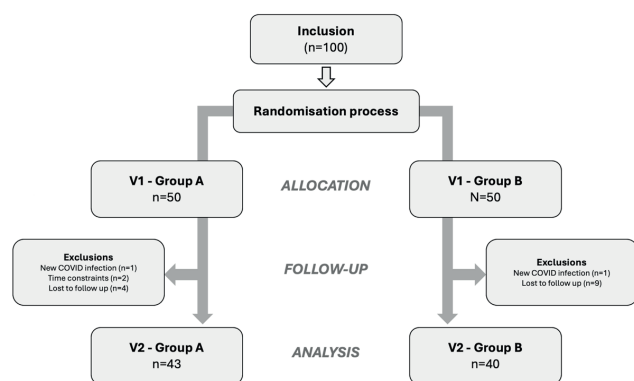 Inclusion
(n=100)
Randomisation process
V1 - Group A
n=50
ALLOCATION
V1 - Group B
N=50
Exclusions
New COVID infection (n=1)
Time constraints (n=2)
Lost to follow up (n=4)
FOLLOW-UP
Exclusions
New COVID infection (n=1)
Lost to follow up (n=9)
V2 - Group A
n=43
ANALYSIS
V2 - Group B
n=40